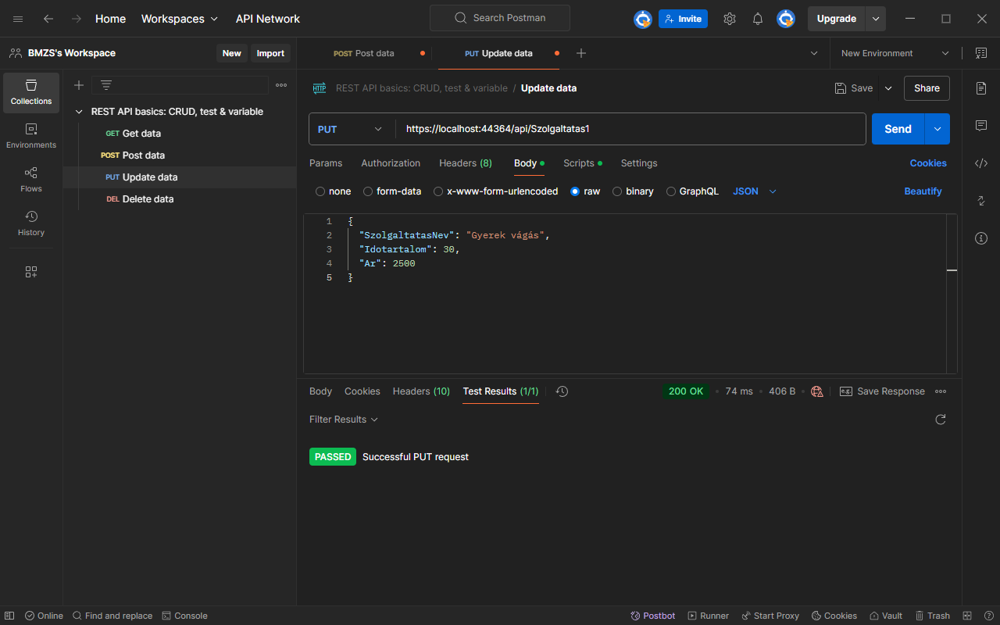 Home Workspaces API Network Search Postman Invite Upgrade
BMZS's Workspace New Import POST Post data PUT Update data New Environment
Collections
Environments
Flows
History
REST API basics: CRUD, test & variable
GET Get data
POST Post data
PUT Update data
DEL Delete data
HTTP REST API basics: CRUD, test & variable / Update data Save Share
PUT https://localhost:44364/api/Szolgaltatas1 Send
Params Authorization Headers (8) Body Scripts Settings Cookies
none form-data x-www-form-urlencoded raw binary GraphQL JSON Beautify
1 {
2 "SzolgaltatasNev": "Gyerek vágás",
3 "Idotartalom": 30,
4 "Ar": 2500
5 }
Body Cookies Headers (10) Test Results (1/1) 200 OK 74 ms 406 B e.g. Save Response
Filter Results
PASSED Successful PUT request
Online Find and replace Console Postbot Runner Start Proxy Cookies Vault Trash